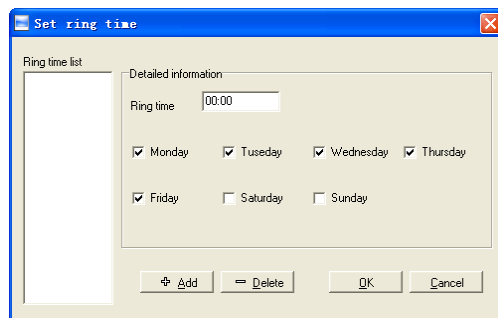 Set ring time
Ring time list
Detailed information
Ring time 00:00
Monday Tuseday Wednesday Thursday
Friday Saturday Sunday
Add Delete OK Cancel